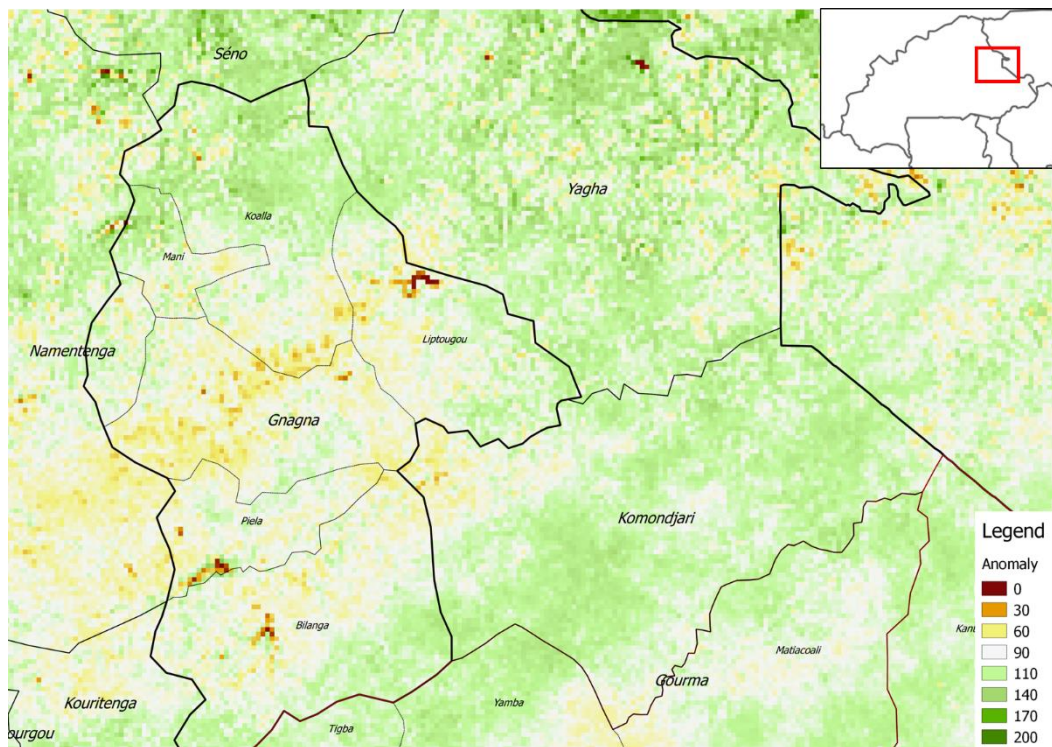 Séno
Yagha
Koalla
Mani
Liptougou
Namentenga
Gnagna
Piela
Komondjari
Bilanga
Matiacoali
Gourma
Kouritenga
Yamba
Tigba
ourgou
Legend
Anomaly
0
30
60
90
110
140
170
200